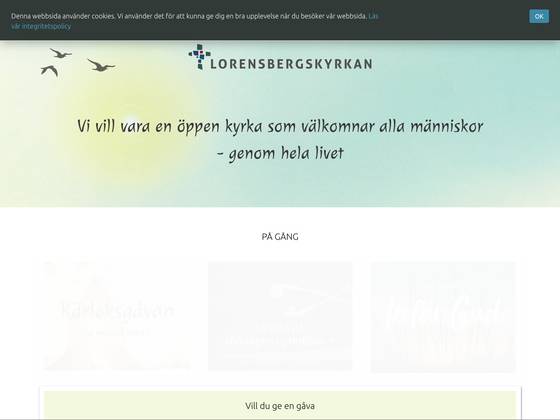 Denna webbsida använder cookies. Vi använder det för att kunna ge dig en bra upplevelse när du besöker vår webbsida. Läs
vår integritetspolicy
OK
LORENSBERGSKYRKAN
Vi vill vara en öppen kyrka som välkomnar alla människor
- genom hela livet
PÅ GÅNG
Kärleksgåvan
Inför Gud
Vill du ge en gåva